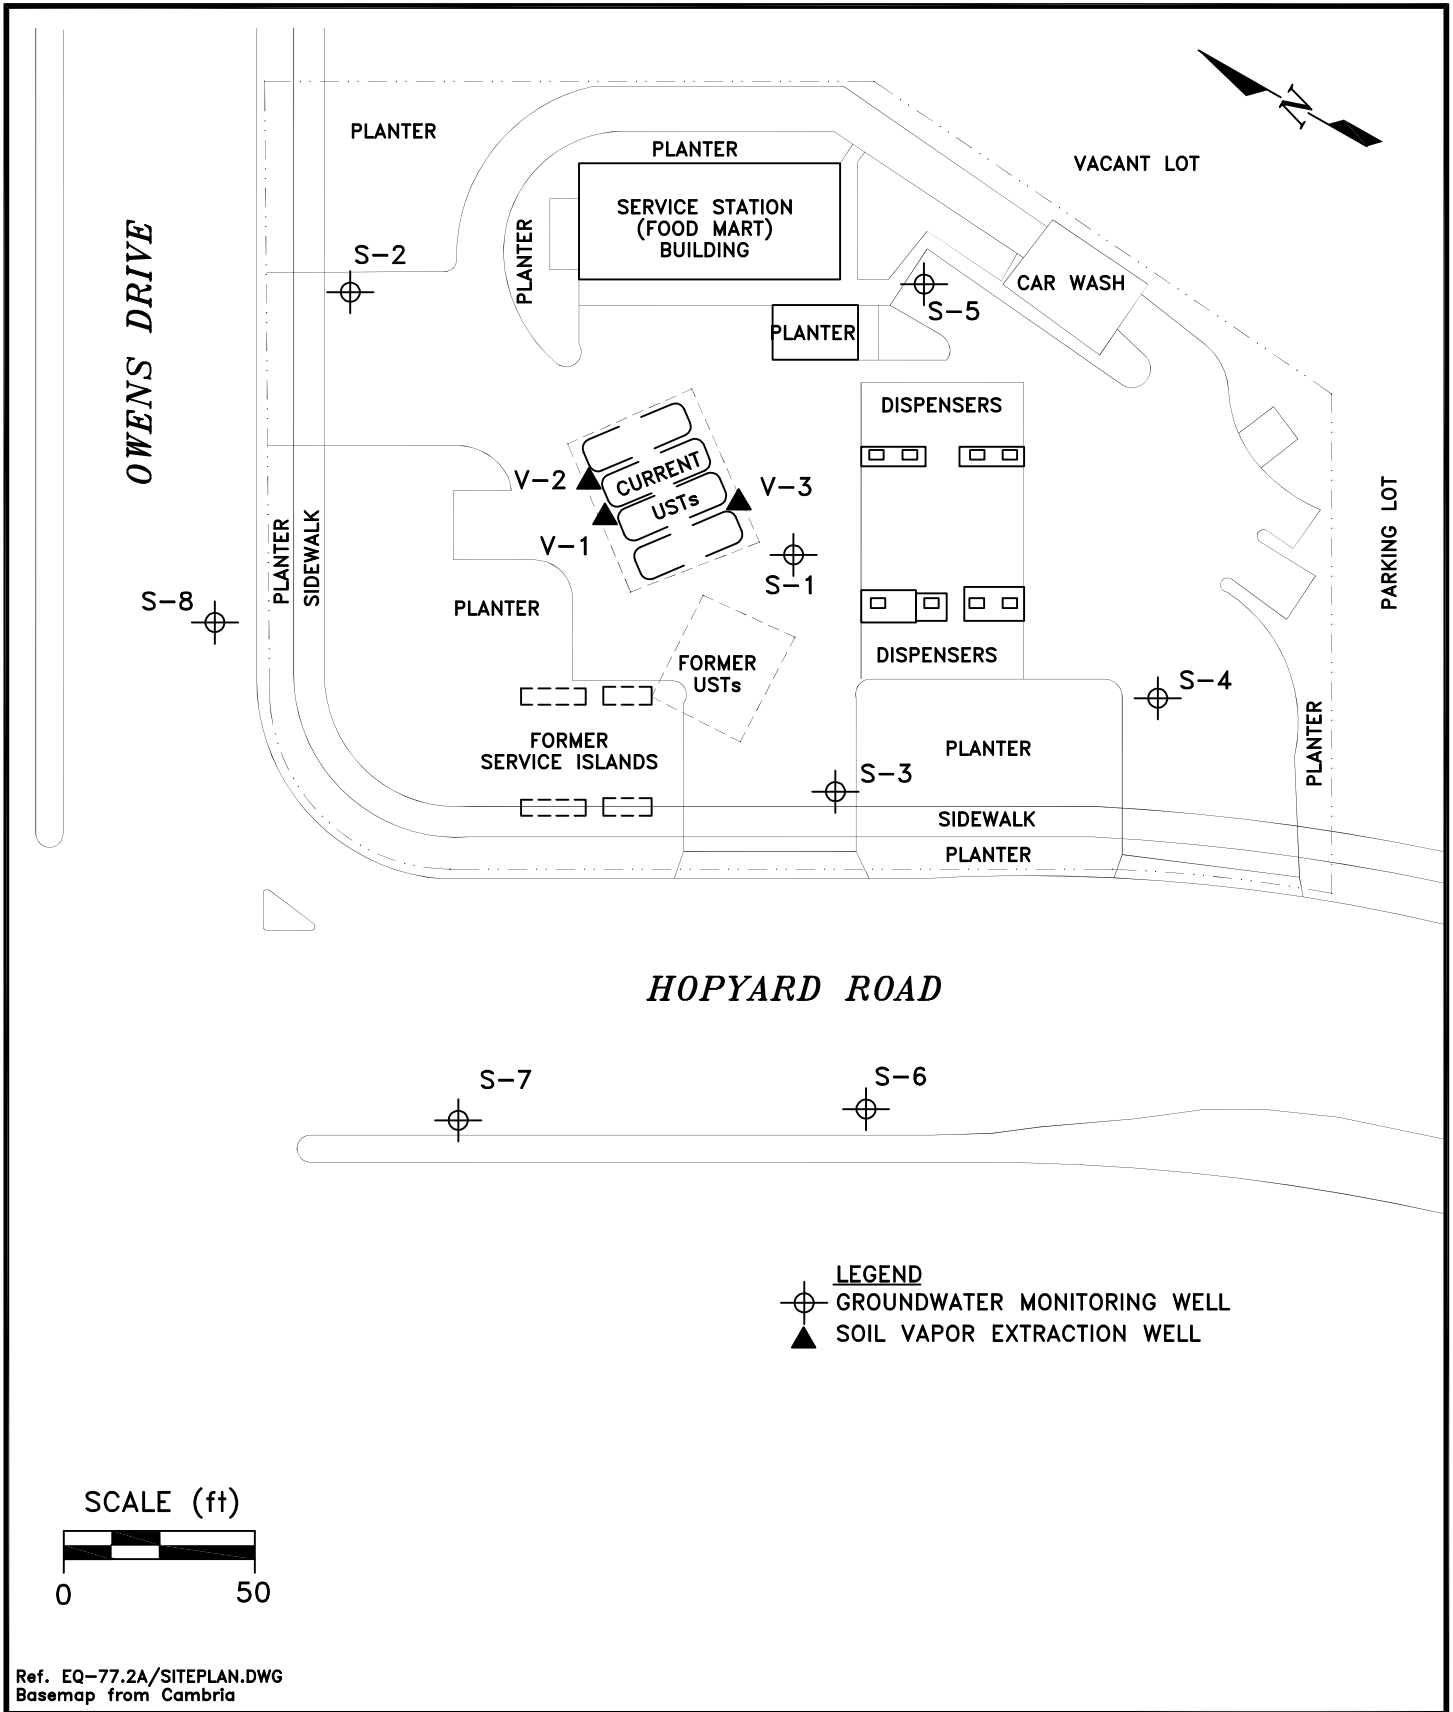 N
PLANTER
PLANTER
VACANT LOT
SERVICE STATION
(FOOD MART)
BUILDING
PLANTER
OWENS DRIVE
S-2
CAR WASH
S-5
PLANTER
DISPENSERS
CURRENT
USTs
V-2
V-3
V-1
S-1
PLANTER
SIDEWALK
PARKING LOT
S-8
PLANTER
DISPENSERS
FORMER
USTs
S-4
FORMER
SERVICE ISLANDS
PLANTER
PLANTER
S-3
SIDEWALK
PLANTER
HOPYARD ROAD
S-7
S-6
LEGEND
GROUNDWATER MONITORING WELL
SOIL VAPOR EXTRACTION WELL
SCALE (ft)
0
50
Ref. EQ-77.2A/SITEPLAN.DWG
Basemap from Cambria